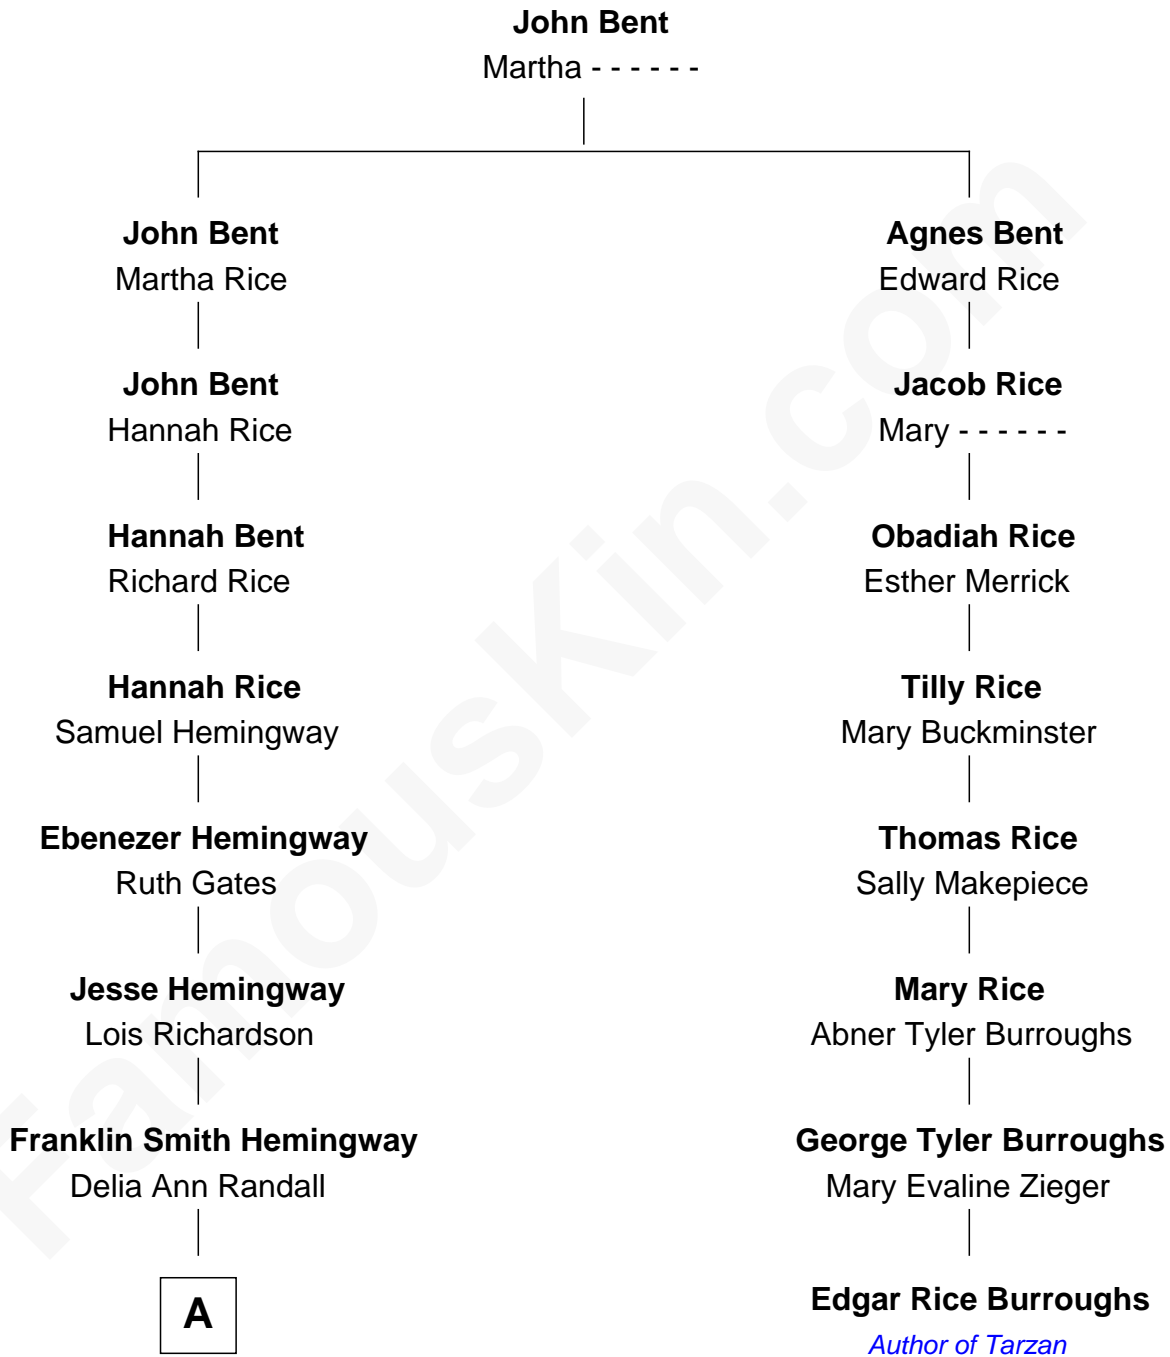 John Bent
Martha - - - - - -
John Bent
Martha Rice
Agnes Bent
Edward Rice
John Bent
Hannah Rice
Jacob Rice
Mary - - - - - -
Hannah Bent
Richard Rice
Obadiah Rice
Esther Merrick
Hannah Rice
Samuel Hemingway
Tilly Rice
Mary Buckminster
Ebenezer Hemingway
Ruth Gates
Thomas Rice
Sally Makepiece
Jesse Hemingway
Lois Richardson
Mary Rice
Abner Tyler Burroughs
Franklin Smith Hemingway
Delia Ann Randall
George Tyler Burroughs
Mary Evaline Zieger
A
Edgar Rice Burroughs
Author of Tarzan
FamousKin.com